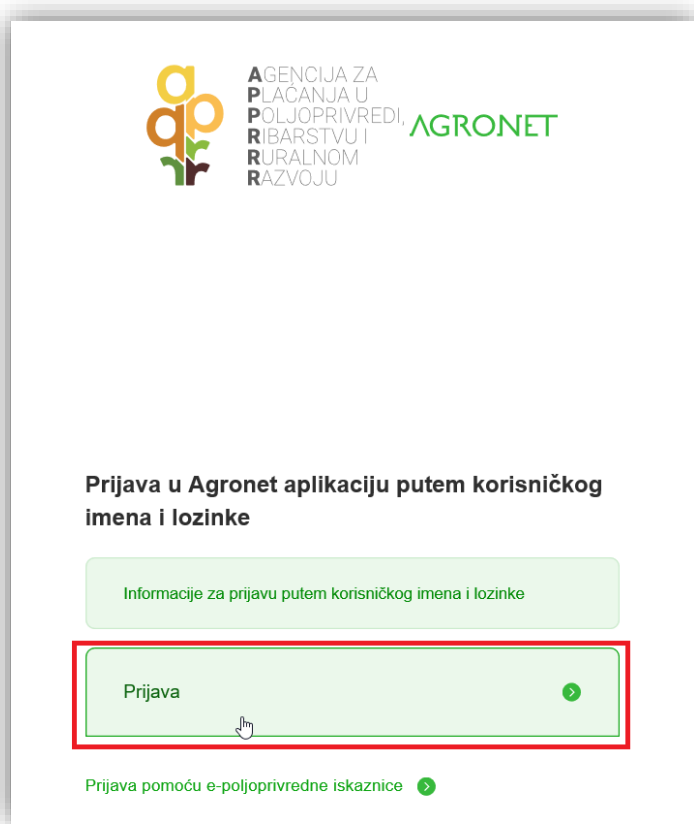 AGENCIJA ZA
PLAĆANJA U
POLJOPRIVREDI,
RIBARSTVU I
RURALNOM
RAZVOJU
AGRONET
Prijava u Agronet aplikaciju putem korisničkog
imena i lozinke
Informacije za prijavu putem korisničkog imena i lozinke
Prijava
Prijava pomoću e-poljoprivredne iskaznice